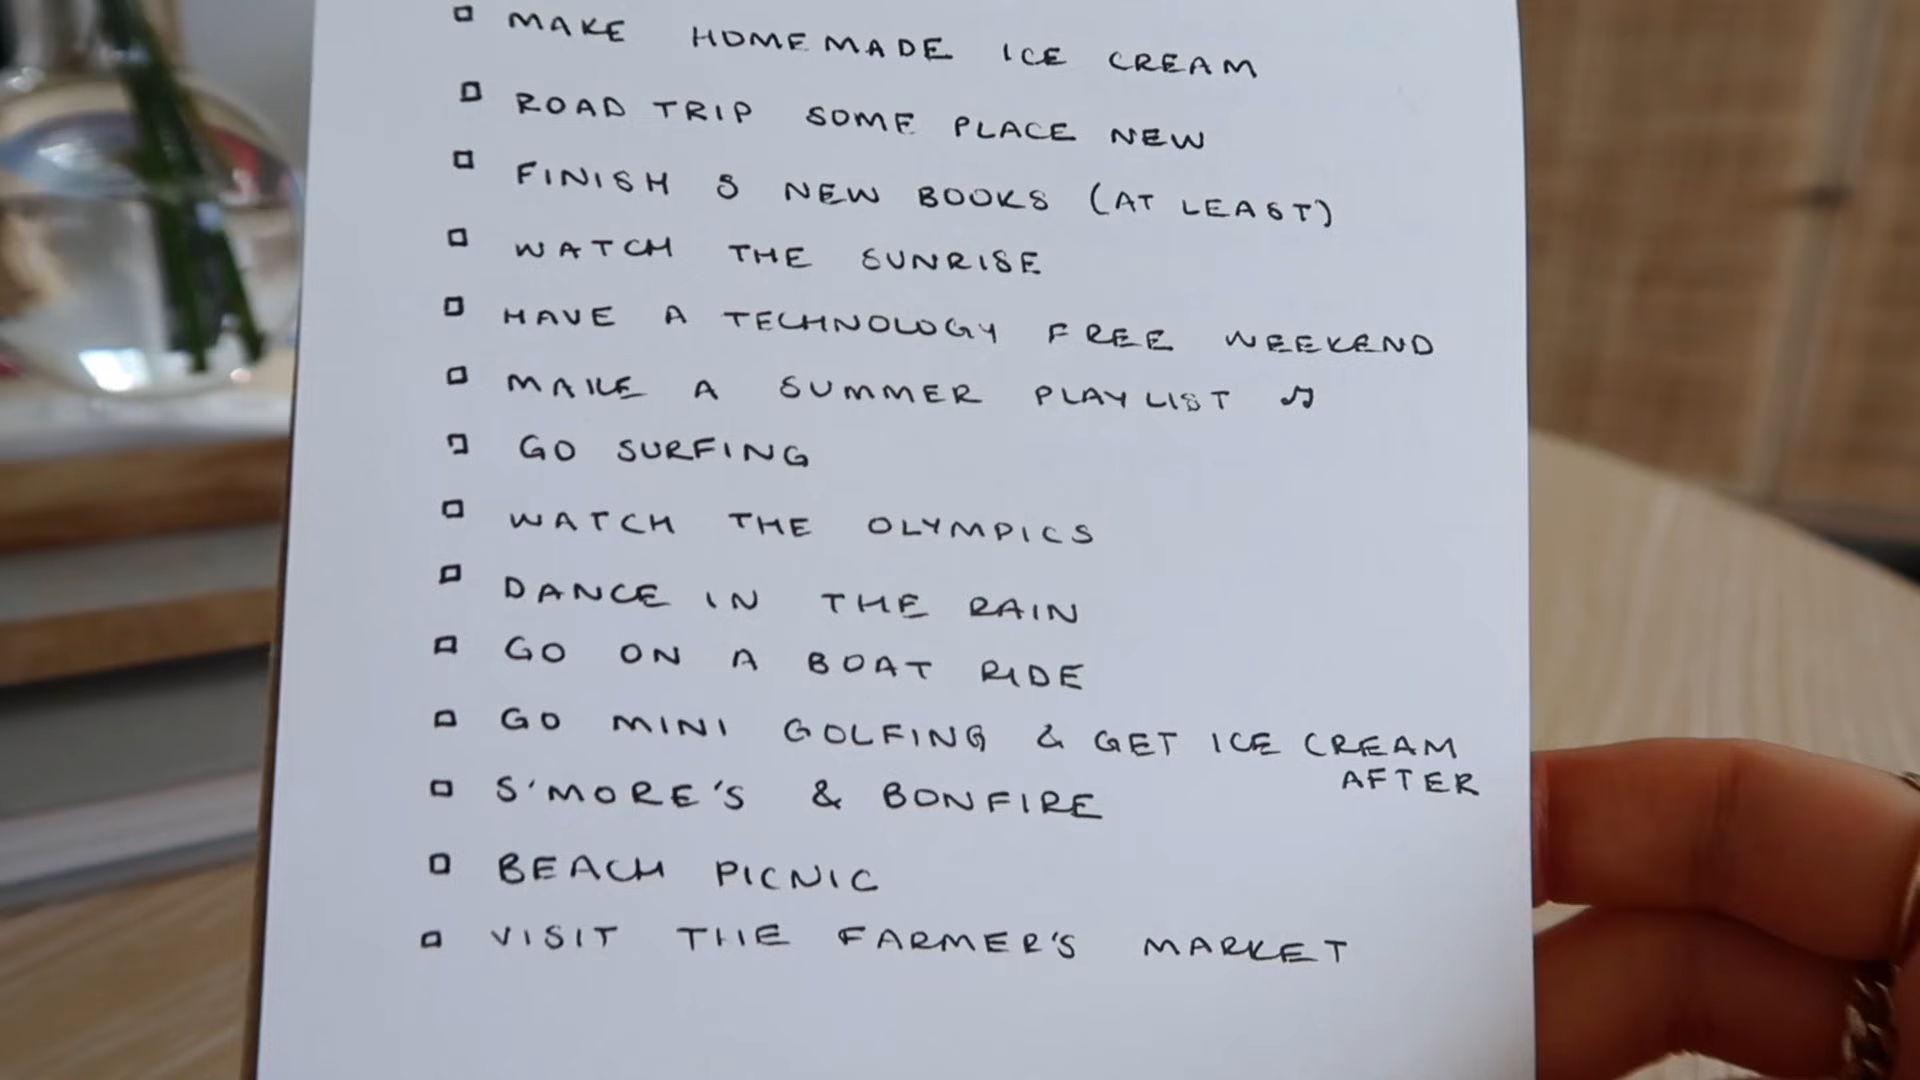 MAKE HOMEMADE ICE CREAM
ROAD TRIP SOME PLACE NEW
FINISH 5 NEW BOOKS (AT LEAST)
WATCH THE SUNRISE
HAVE A TECHNOLOGY FREE WEEKEND
MAKE A SUMMER PLAYLIST ♫
GO SURFING
WATCH THE OLYMPICS
DANCE IN THE RAIN
GO ON A BOAT RIDE
GO MINI GOLFING & GET ICE CREAM
AFTER
S'MORE'S & BONFIRE
BEACH PICNIC
VISIT THE FARMER'S MARKET